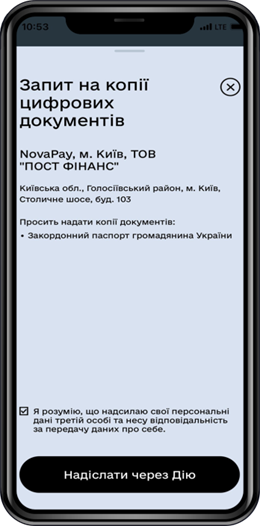 10:53
LTE
Запит на копії
цифрових
документів
NovaPay, м. Київ, ТОВ
"ПОСТ ФІНАНС"
Київська обл., Голосіївський район, м. Київ,
Столичне шосе, буд. 103
Просить надати копії документів:
• Закордонний паспорт громадянина України
Я розумію, що надсилаю свої персональні
дані третій особі та несу відповідальність
за передачу даних про себе.
Надіслати через Дію